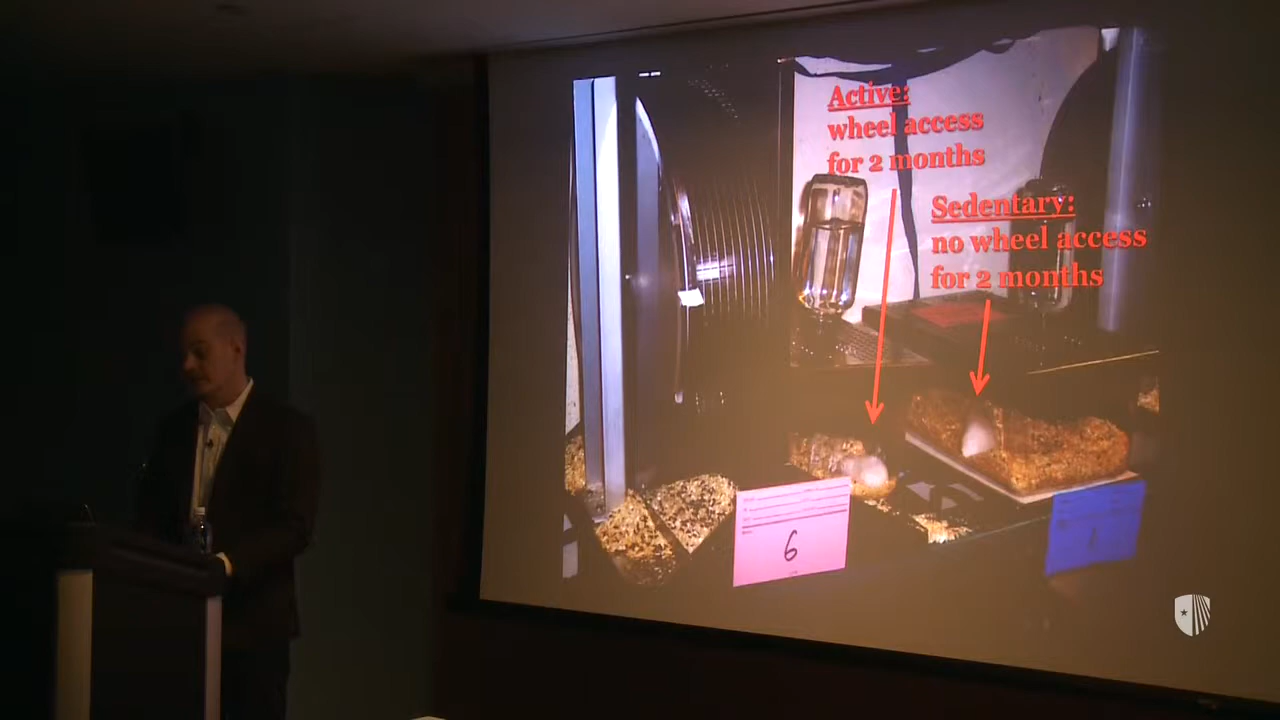 Active:
wheel access
for 2 months
Sedentary:
no wheel access
for 2 months
6